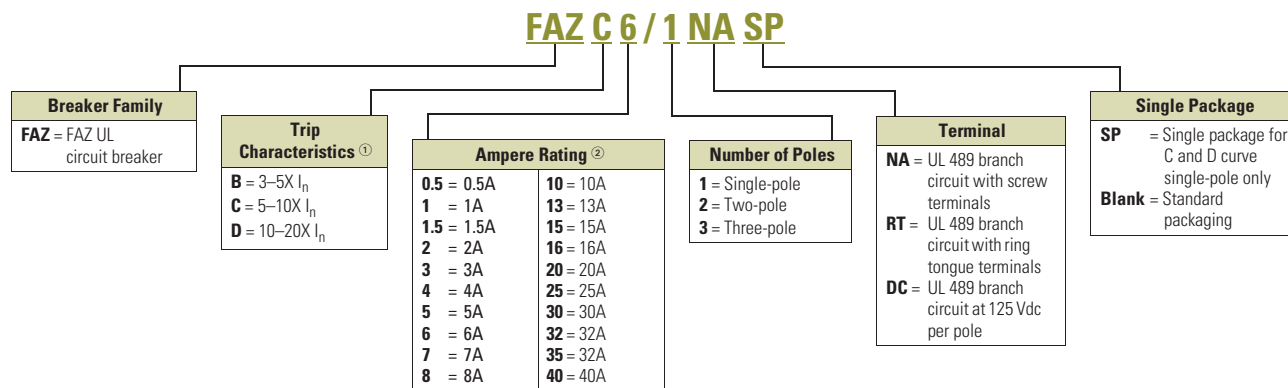 FAZ C 6 / 1 NA SP
Breaker Family
FAZ = FAZ UL
circuit breaker
Trip
Characteristics ①
B = 3–5X In
C = 5–10X In
D = 10–20X In
Ampere Rating ②
0.5 = 0.5A
1 = 1A
1.5 = 1.5A
2 = 2A
3 = 3A
4 = 4A
5 = 5A
6 = 6A
7 = 7A
8 = 8A
10 = 10A
13 = 13A
15 = 15A
16 = 16A
20 = 20A
25 = 25A
30 = 30A
32 = 32A
35 = 32A
40 = 40A
Number of Poles
1 = Single-pole
2 = Two-pole
3 = Three-pole
Terminal
NA = UL 489 branch
circuit with screw
terminals
RT = UL 489 branch
circuit with ring
tongue terminals
DC = UL 489 branch
circuit at 125 Vdc
per pole
Single Package
SP = Single package for
C and D curve
single-pole only
Blank = Standard
packaging